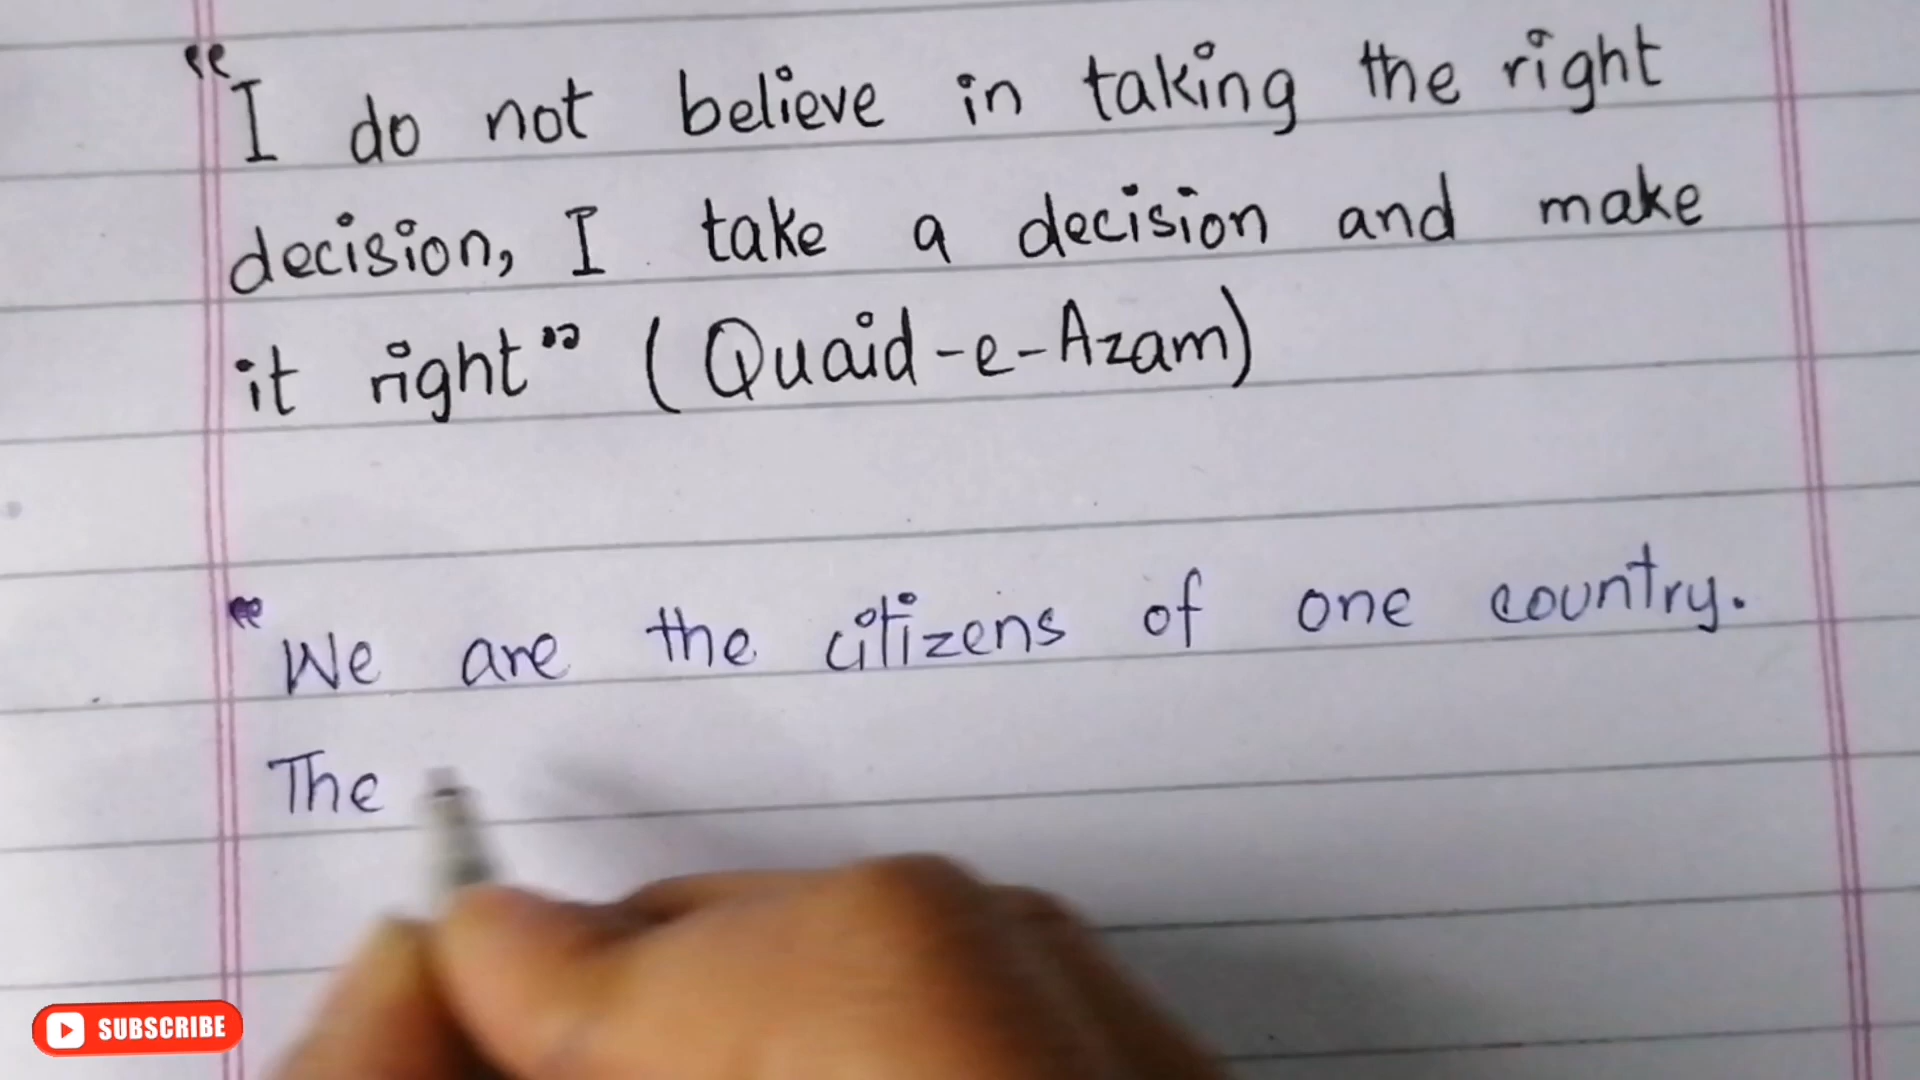 "I do not believe in taking the right
decision, I take a decision and make
it right" (Quaid-e-Azam)
"We are the citizens of one country.
The
SUBSCRIBE